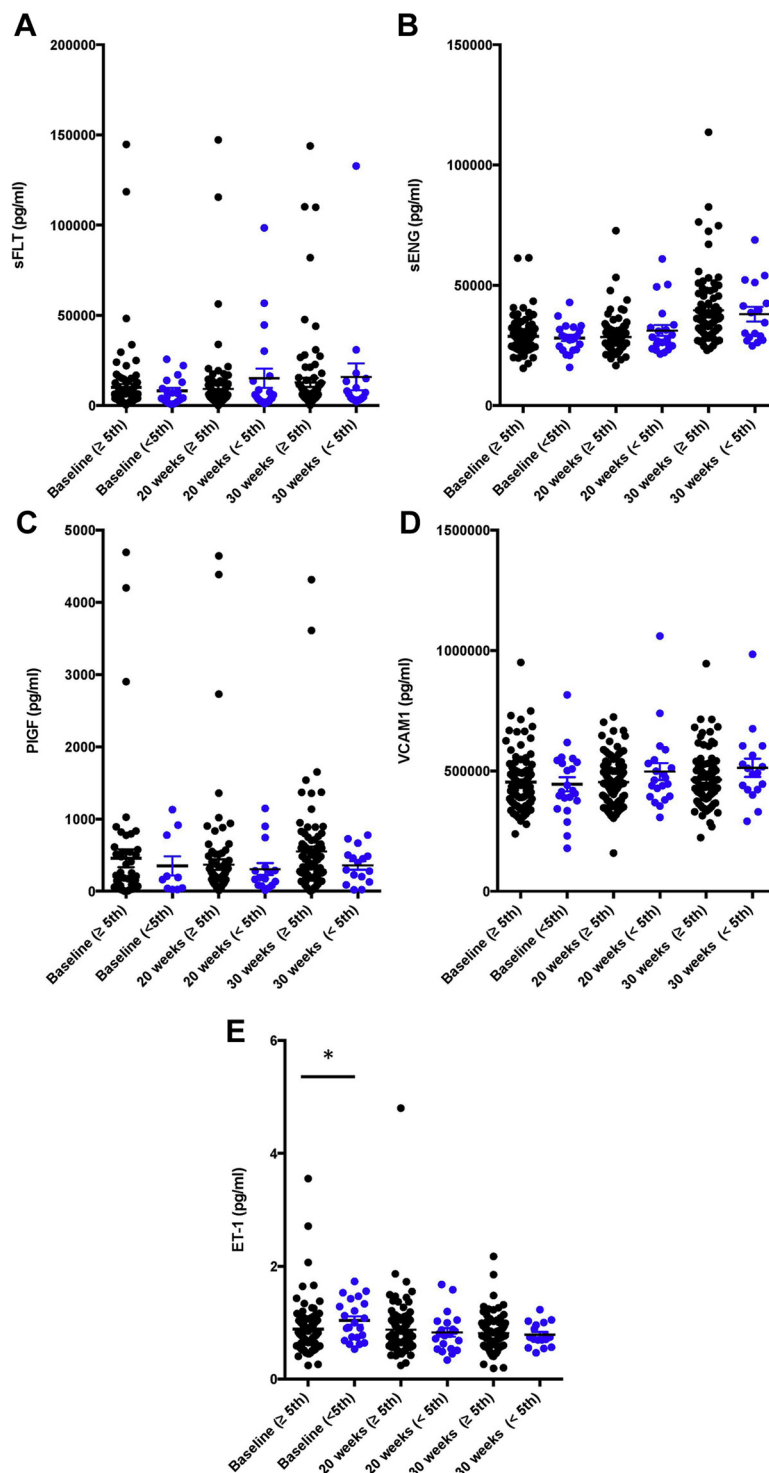 A
200000
150000
100000
50000
0
sFLT (pg/ml)
Baseline (≥ 5th)
Baseline (<5th)
20 weeks (≥ 5th)
20 weeks (< 5th)
30 weeks (≥ 5th)
30 weeks (< 5th)
B
150000
100000
50000
0
sENG (pg/ml)
Baseline (≥ 5th)
Baseline (<5th)
20 weeks (≥ 5th)
20 weeks (< 5th)
30 weeks (≥ 5th)
30 weeks (< 5th)
C
5000
4000
3000
2000
1000
0
PIGF (pg/ml)
Baseline (≥ 5th)
Baseline (<5th)
20 weeks (≥ 5th)
20 weeks (< 5th)
30 weeks (≥ 5th)
30 weeks (< 5th)
D
1500000
1000000
500000
0
VCAM1 (pg/ml)
Baseline (≥ 5th)
Baseline (<5th)
20 weeks (≥ 5th)
20 weeks (< 5th)
30 weeks (≥ 5th)
30 weeks (< 5th)
E
6
4
2
0
*
ET-1 (pg/ml)
Baseline (≥ 5th)
Baseline (<5th)
20 weeks (≥ 5th)
20 weeks (< 5th)
30 weeks (≥ 5th)
30 weeks (< 5th)